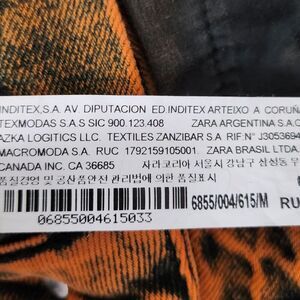 INDITEX,S.A. AV. DIPUTACION ED.INDITEX ARTEIXO A CORUÑ
TEXMODAS S.A.S SIC 900.123.408 ZARA ARGENTINA S.A.C
AZKA LOGITICS LLC. TEXTILES ZANZIBAR S.A RIF N° J3053694
MACROMODA S.A. RUC 1792159105001. ZARA BRASIL LTDA
CANADA INC. CA 36685 자라코리아 서울시 강남구 삼성동
품질경영 및 공산품안전 관리법에 의한 품질표시
6855/004/615/M RU
06855004615033